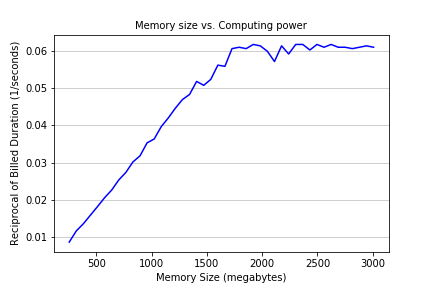 Memory size vs. Computing power
Reciprocal of Billed Duration (1/seconds)
0.06
0.05
0.04
0.03
0.02
0.01
500 1000 1500 2000 2500 3000
Memory Size (megabytes)